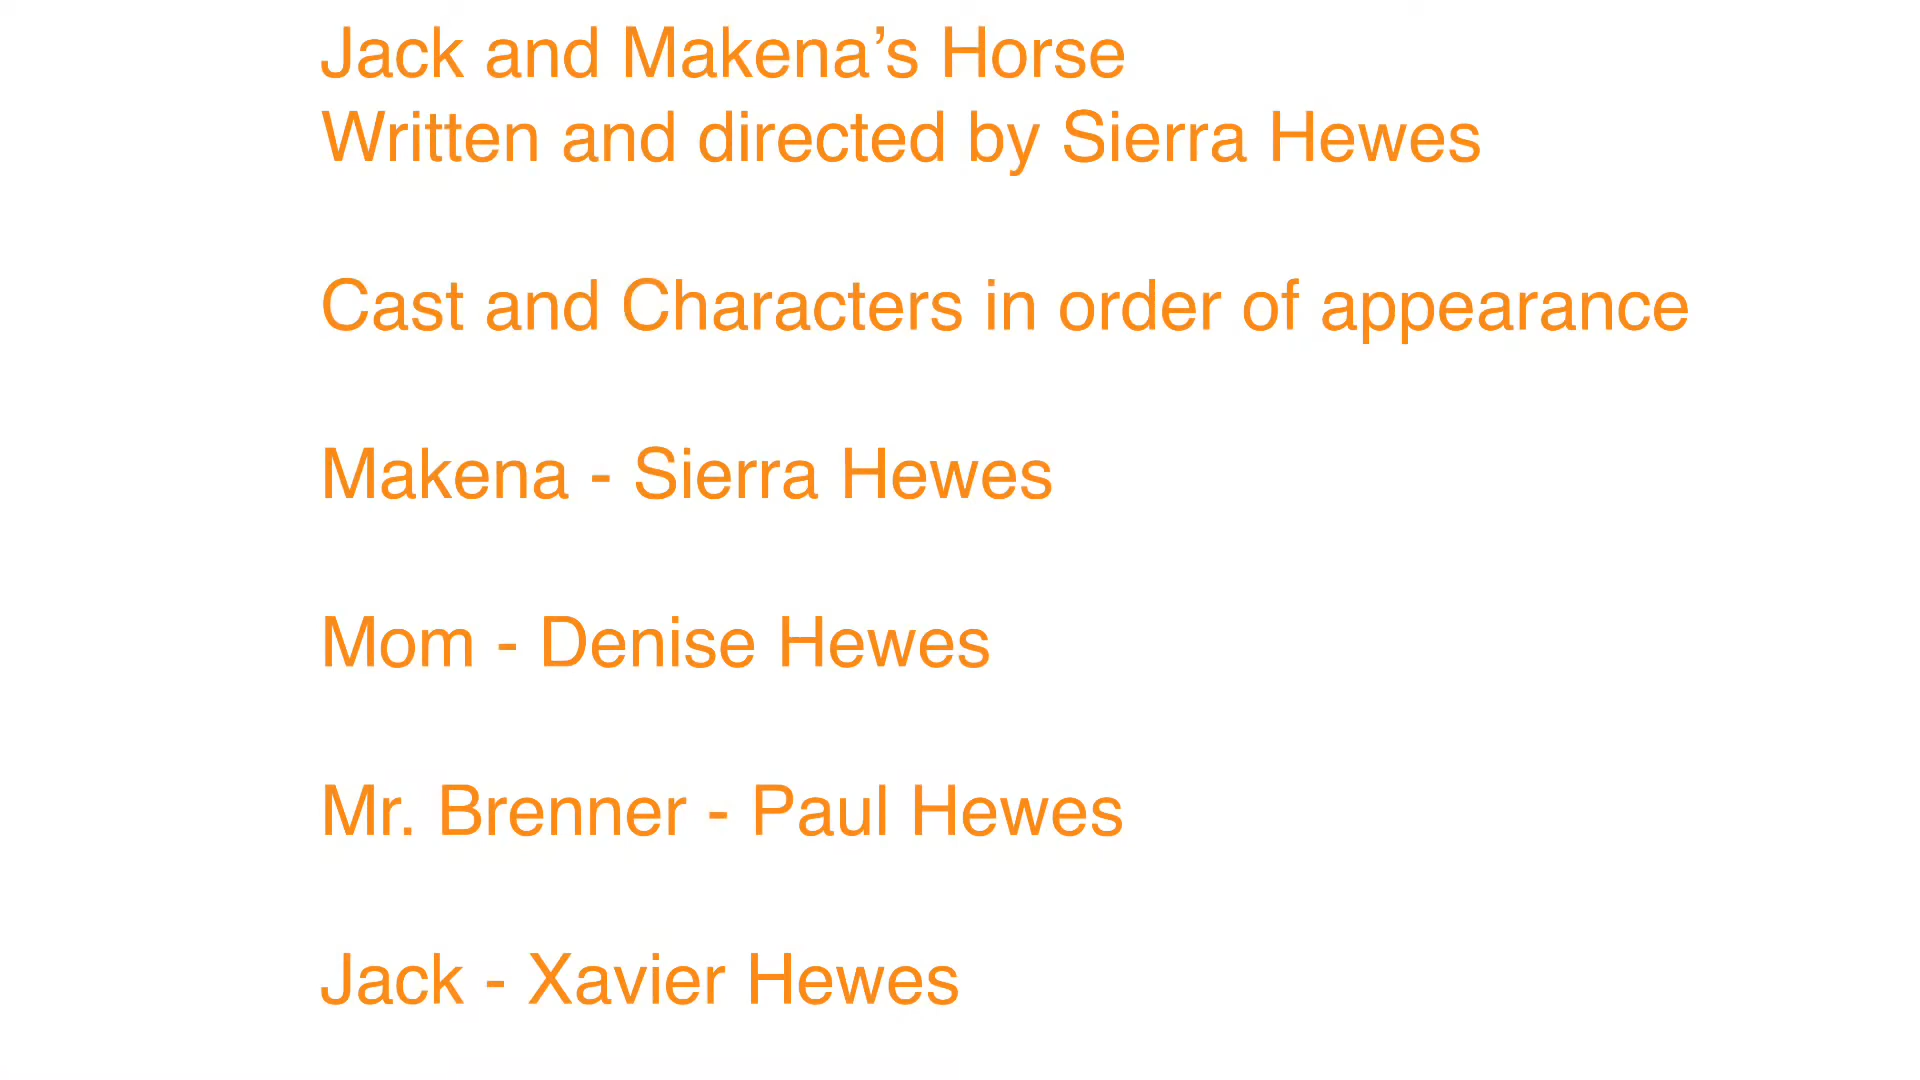 Jack and Makena’s Horse
Written and directed by Sierra Hewes
Cast and Characters in order of appearance
Makena - Sierra Hewes
Mom - Denise Hewes
Mr. Brenner - Paul Hewes
Jack - Xavier Hewes